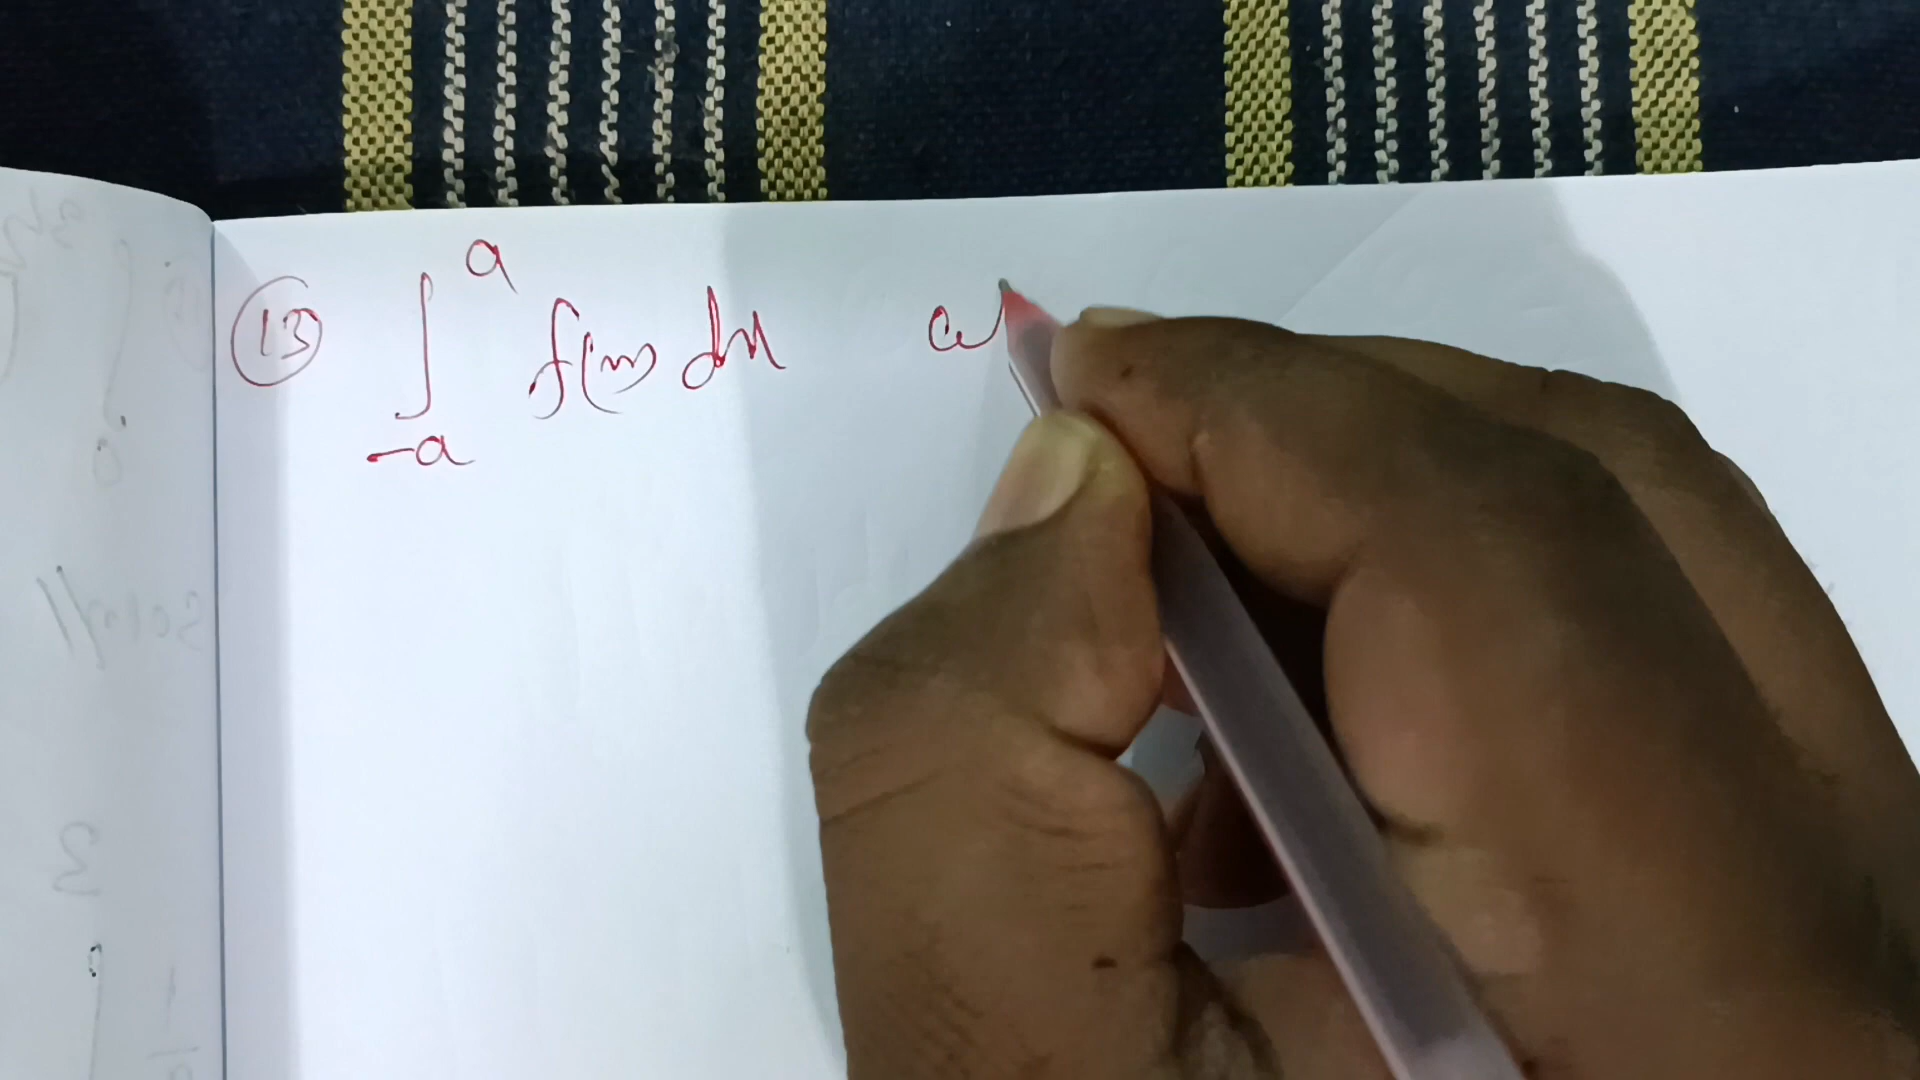 (13) ∫_{-a}^{a} f(x) dx